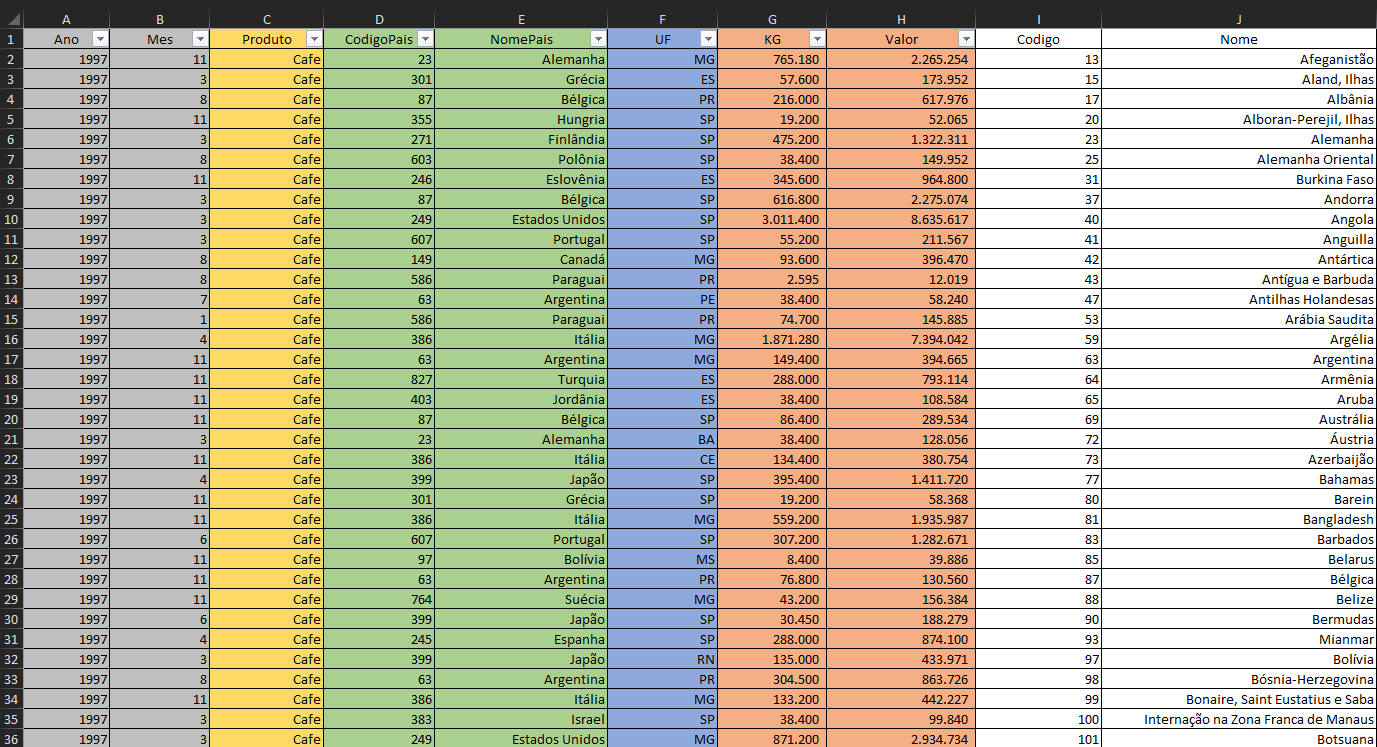 A B C D E F G H I J
1 Ano Mes Produto CodigoPais NomePais UF KG Valor Codigo Nome
2 1997 11 Cafe 23 Alemanha MG 765.180 2.265.254 13 Afeganistão
3 1997 3 Cafe 301 Grécia ES 57.600 173.952 15 Aland, Ilhas
4 1997 8 Cafe 87 Bélgica PR 216.000 617.976 17 Albânia
5 1997 11 Cafe 355 Hungria SP 19.200 52.065 20 Alboran-Perejil, Ilhas
6 1997 3 Cafe 271 Finlândia SP 475.200 1.322.311 23 Alemanha
7 1997 8 Cafe 603 Polônia SP 38.400 149.952 25 Alemanha Oriental
8 1997 11 Cafe 246 Eslovênia ES 345.600 964.800 31 Burkina Faso
9 1997 3 Cafe 87 Bélgica SP 616.800 2.275.074 37 Andorra
10 1997 3 Cafe 249 Estados Unidos SP 3.011.400 8.635.617 40 Angola
11 1997 3 Cafe 607 Portugal SP 55.200 211.567 41 Anguilla
12 1997 8 Cafe 149 Canadá MG 93.600 396.470 42 Antártica
13 1997 8 Cafe 586 Paraguai PR 2.595 12.019 43 Antígua e Barbuda
14 1997 7 Cafe 63 Argentina PE 38.400 58.240 47 Antilhas Holandesas
15 1997 1 Cafe 586 Paraguai PR 74.700 145.885 53 Arábia Saudita
16 1997 4 Cafe 386 Itália MG 1.871.280 7.394.042 59 Argélia
17 1997 11 Cafe 63 Argentina MG 149.400 394.665 63 Argentina
18 1997 11 Cafe 827 Turquia ES 288.000 793.114 64 Armênia
19 1997 11 Cafe 403 Jordânia ES 38.400 108.584 65 Aruba
20 1997 11 Cafe 87 Bélgica SP 86.400 289.534 69 Austrália
21 1997 3 Cafe 23 Alemanha BA 38.400 128.056 72 Áustria
22 1997 11 Cafe 386 Itália CE 134.400 380.754 73 Azerbaijão
23 1997 4 Cafe 399 Japão SP 395.400 1.411.720 77 Bahamas
24 1997 11 Cafe 301 Grécia SP 19.200 58.368 80 Barein
25 1997 11 Cafe 386 Itália MG 559.200 1.935.987 81 Bangladesh
26 1997 6 Cafe 607 Portugal SP 307.200 1.282.671 83 Barbados
27 1997 11 Cafe 97 Bolívia MS 8.400 39.886 85 Belarus
28 1997 11 Cafe 63 Argentina PR 76.800 130.560 87 Bélgica
29 1997 11 Cafe 764 Suécia MG 43.200 156.384 88 Belize
30 1997 6 Cafe 399 Japão SP 30.450 188.279 90 Bermudas
31 1997 4 Cafe 245 Espanha SP 288.000 874.100 93 Mianmar
32 1997 3 Cafe 399 Japão RN 135.000 433.971 97 Bolívia
33 1997 8 Cafe 63 Argentina PR 304.500 863.726 98 Bósnia-Herzegovina
34 1997 11 Cafe 386 Itália MG 133.200 442.227 99 Bonaire, Saint Eustatius e Saba
35 1997 3 Cafe 383 Israel SP 38.400 99.840 100 Internação na Zona Franca de Manaus
36 1997 3 Cafe 249 Estados Unidos MG 871.200 2.934.734 101 Botsuana